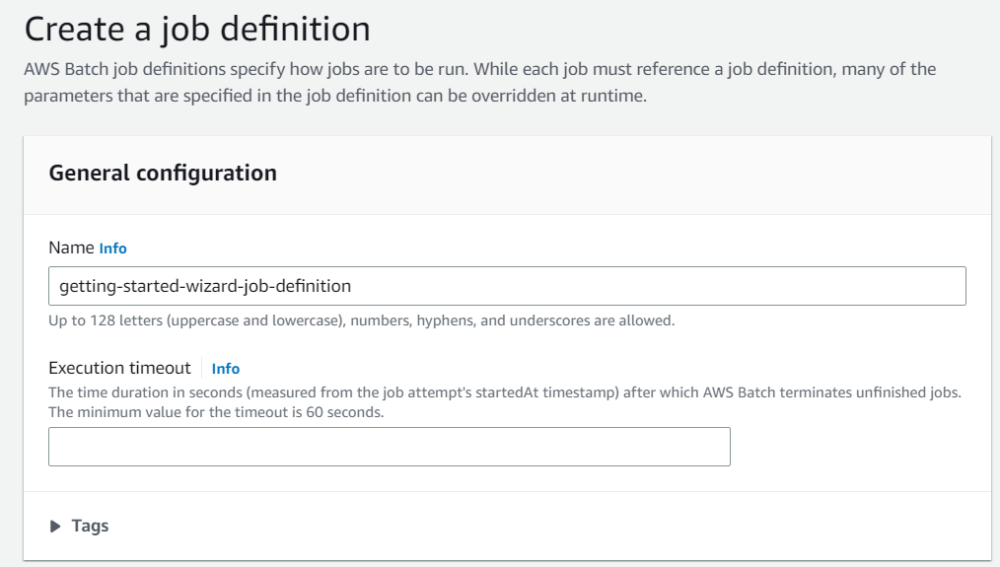 Create a job definition
AWS Batch job definitions specify how jobs are to be run. While each job must reference a job definition, many of the
parameters that are specified in the job definition can be overridden at runtime.
General configuration
Name Info
getting-started-wizard-job-definition
Up to 128 letters (uppercase and lowercase), numbers, hyphens, and underscores are allowed.
Execution timeout Info
The time duration in seconds (measured from the job attempt's startedAt timestamp) after which AWS Batch terminates unfinished jobs.
The minimum value for the timeout is 60 seconds.
Tags